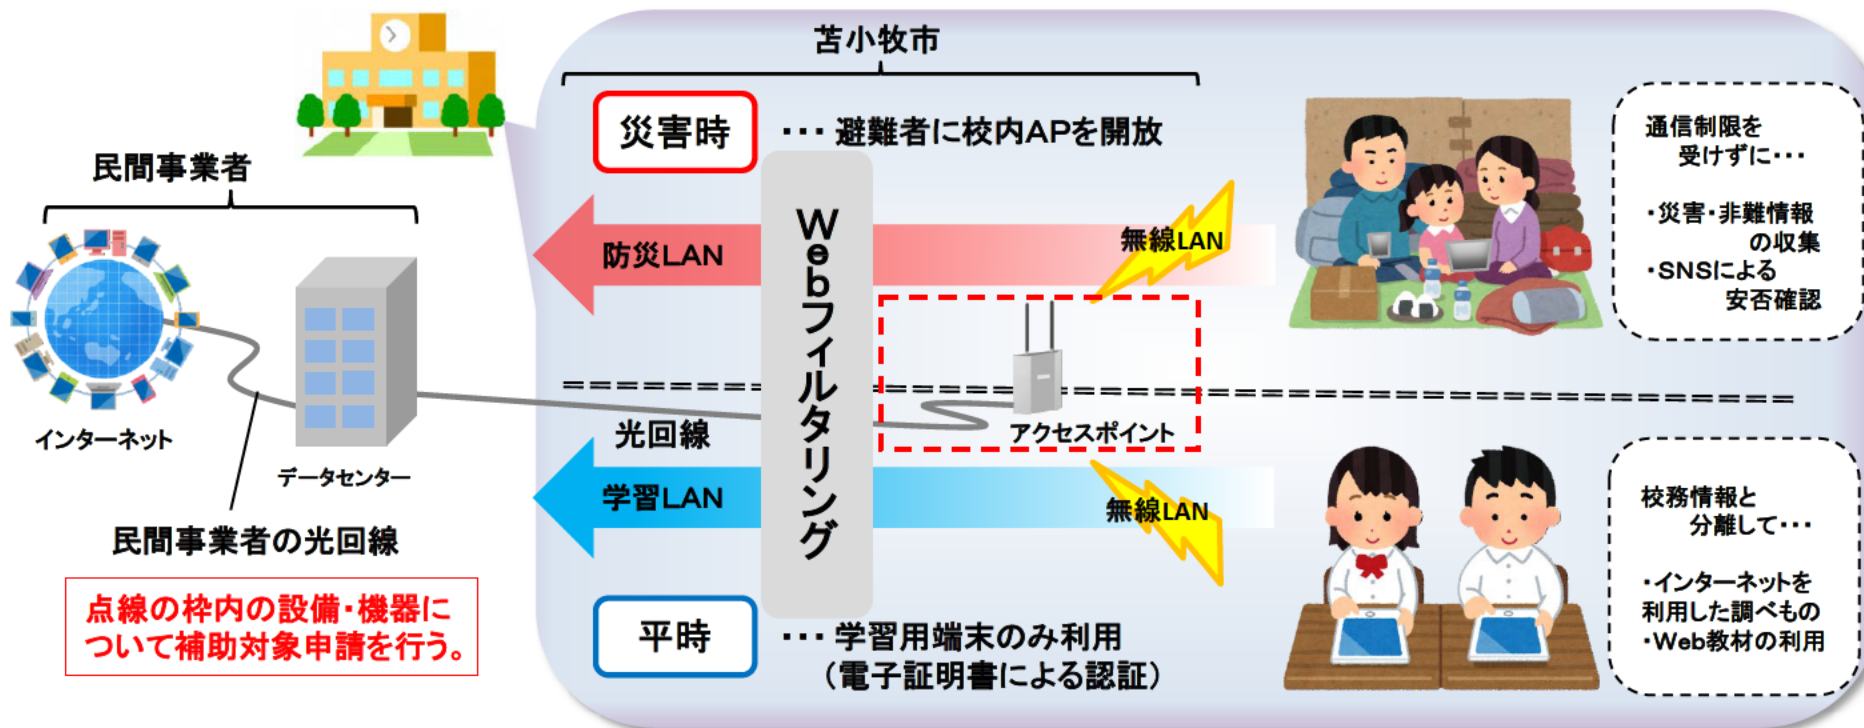 苫小牧市
災害時
･･･ 避難者に校内APを開放
民間事業者
防災LAN
無線LAN
Webフィルタリング
通信制限を
受けずに･･･
･災害･非難情報
の収集
･SNSによる
安否確認
インターネット
データセンター
光回線
アクセスポイント
学習LAN
無線LAN
民間事業者の光回線
点線の枠内の設備･機器に
ついて補助対象申請を行う。
平時
･･･ 学習用端末のみ利用
（電子証明書による認証）
校務情報と
分離して･･･
･インターネットを
利用した調べもの
･Web教材の利用